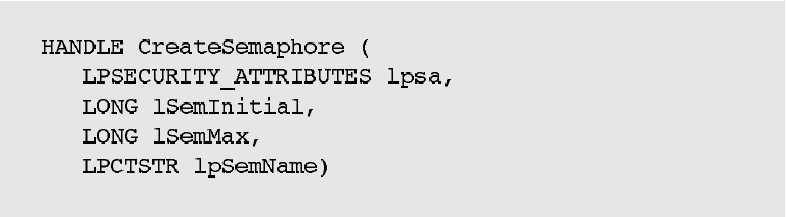 HANDLE CreateSemaphore (
LPSECURITY_ATTRIBUTES lpsa,
LONG lSemInitial,
LONG lSemMax,
LPCTSTR lpSemName)